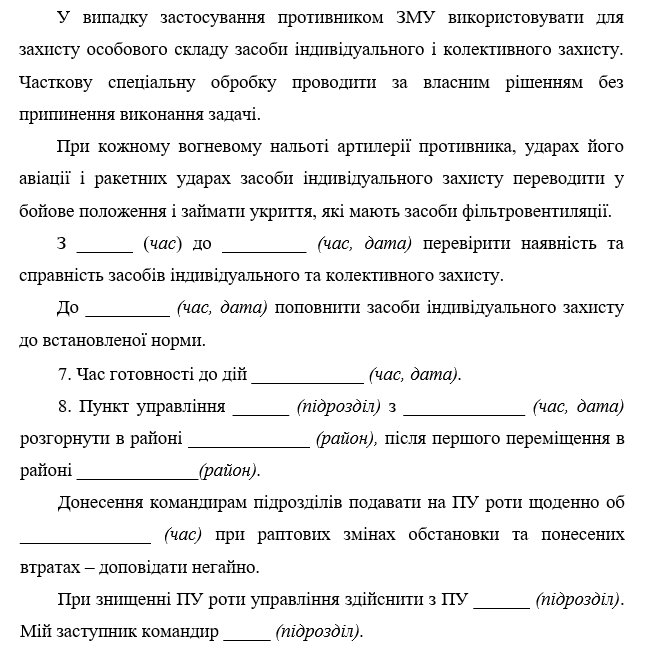 У випадку застосування противником ЗМУ використовувати для
захисту особового складу засоби індивідуального і колективного захисту.
Часткову спеціальну обробку проводити за власним рішенням без
припинення виконання задачі.
При кожному вогневому нальоті артилерії противника, ударах його
авіації і ракетних ударах засоби індивідуального захисту переводити у
бойове положення і займати укриття, які мають засоби фільтровентиляції.
З ______ (час) до _________ (час, дата) перевірити наявність та
справність засобів індивідуального та колективного захисту.
До _________ (час, дата) поповнити засоби індивідуального захисту
до встановленої норми.
7. Час готовності до дій ____________ (час, дата).
8. Пункт управління ______ (підрозділ) з _____________ (час, дата)
розгорнути в районі _____________ (район), після першого переміщення в
районі _____________(район).
Донесення командирам підрозділів подавати на ПУ роти щоденно об
______________ (час) при раптових змінах обстановки та понесених
втратах – доповідати негайно.
При знищенні ПУ роти управління здійснити з ПУ ______ (підрозділ).
Мій заступник командир _____ (підрозділ).